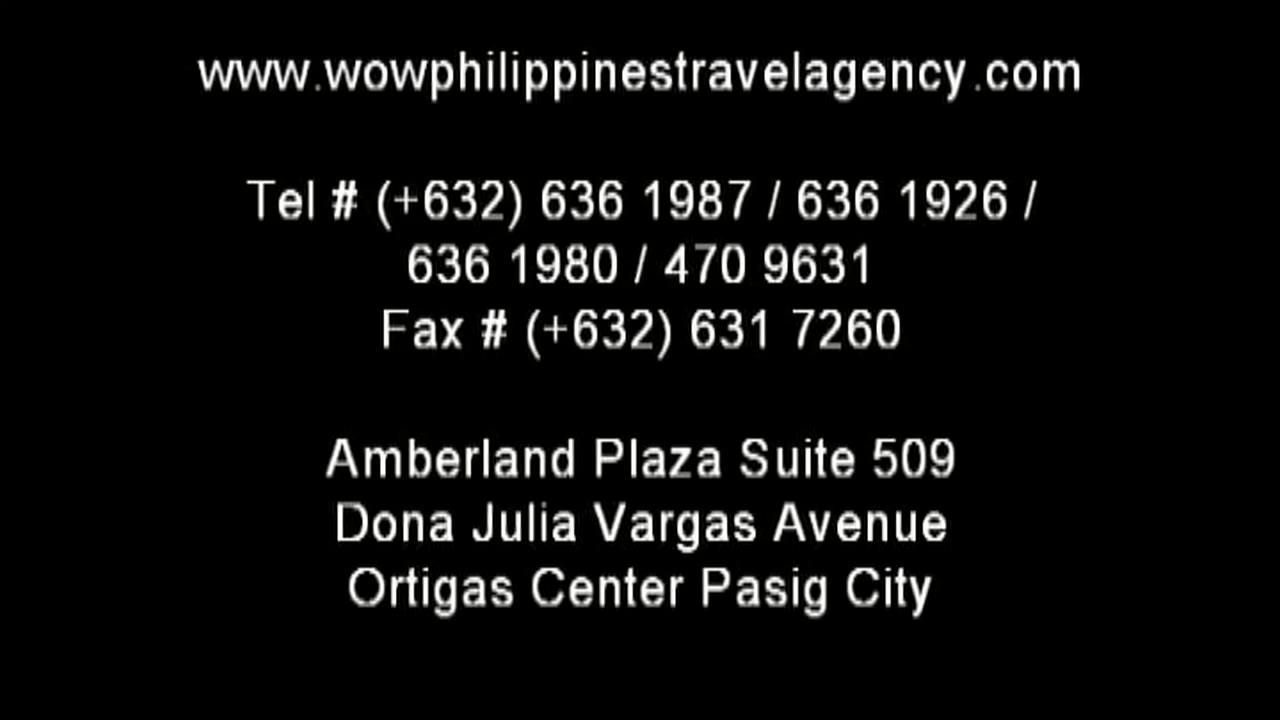 www.wowphilippinestravelagency.com
Tel # (+632) 636 1987 / 636 1926 /
636 1980 / 470 9631
Fax # (+632) 631 7260
Amberland Plaza Suite 509
Dona Julia Vargas Avenue
Ortigas Center Pasig City